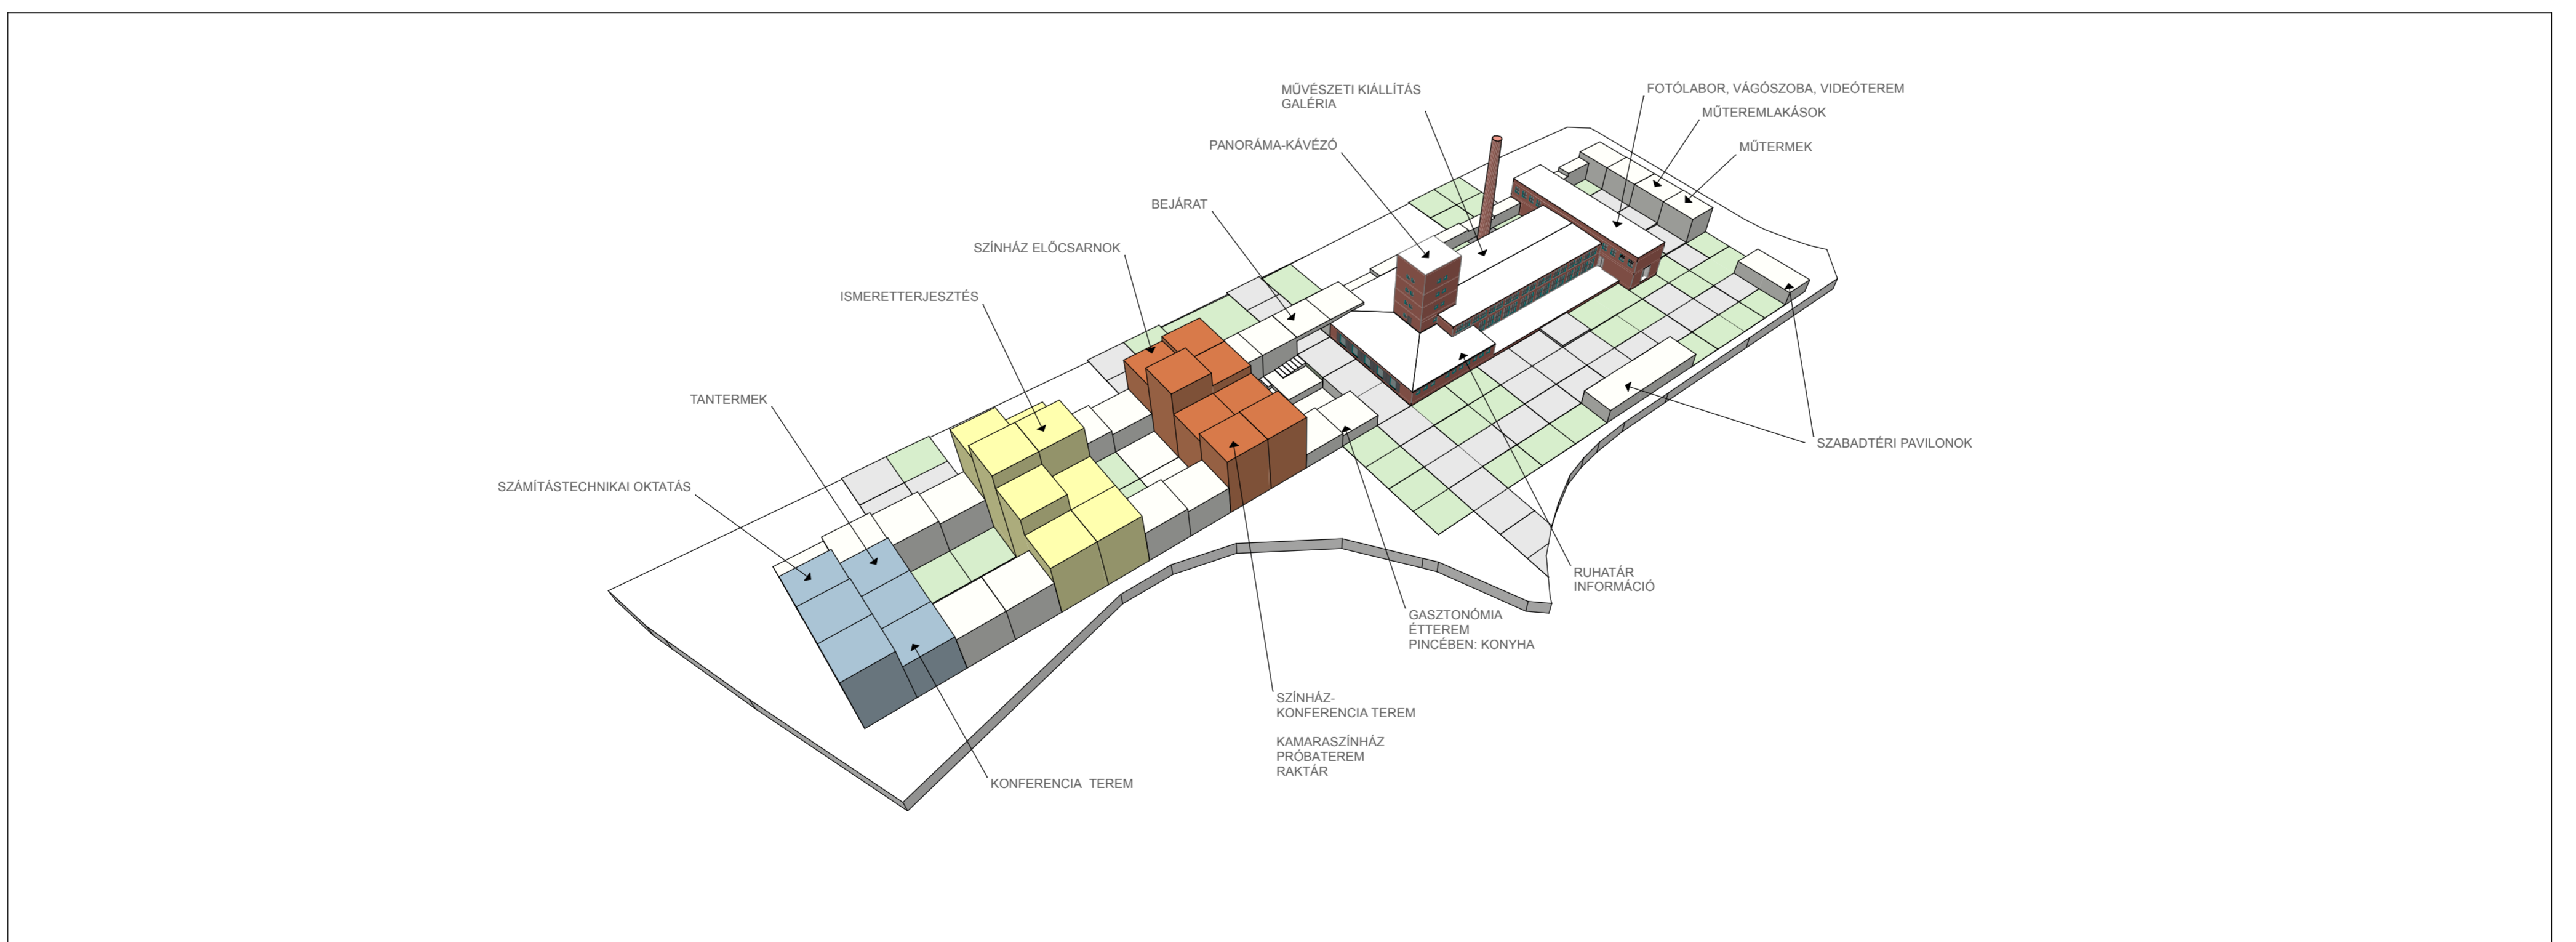 MŰVÉSZETI KIÁLLÍTÁS
GALÉRIA
FOTÓLABOR, VÁGÓSZOBA, VIDEÓTEREM
MŰTEREMLAKÁSOK
MŰTERMEK
PANORÁMA-KÁVÉZÓ
BEJÁRAT
SZÍNHÁZ ELŐCSARNOK
ISMERETTERJESZTÉS
TANTERMEK
SZÁMÍTÁSTECHNIKAI OKTATÁS
SZABADTÉRI PAVILONOK
RUHATÁR
INFORMÁCIÓ
GASZTONÓMIA
ÉTTEREM
PINCÉBEN: KONYHA
SZÍNHÁZ-
KONFERENCIA TEREM
KAMARASZÍNHÁZ
PRÓBATEREM
RAKTÁR
KONFERENCIA TEREM